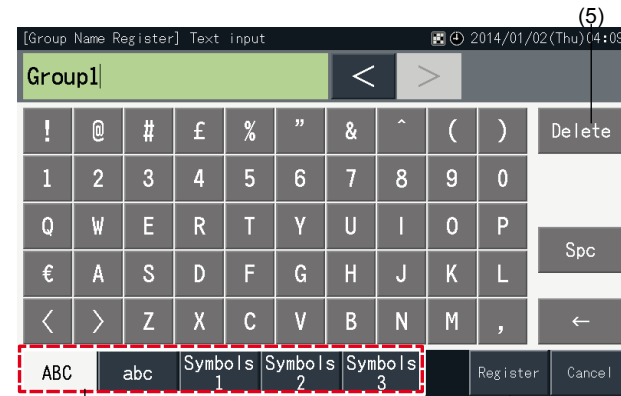 (5)
[Group Name Register] Text input 2014/01/02(Thu)04:09
Group1 < >
! @ # £ % " & ^ ( ) Delete
1 2 3 4 5 6 7 8 9 0
Q W E R T Y U I O P
Spc
€ A S D F G H J K L
< > Z X C V B N M , ←
ABC abc Symbols 1 Symbols 2 Symbols 3 Register Cancel